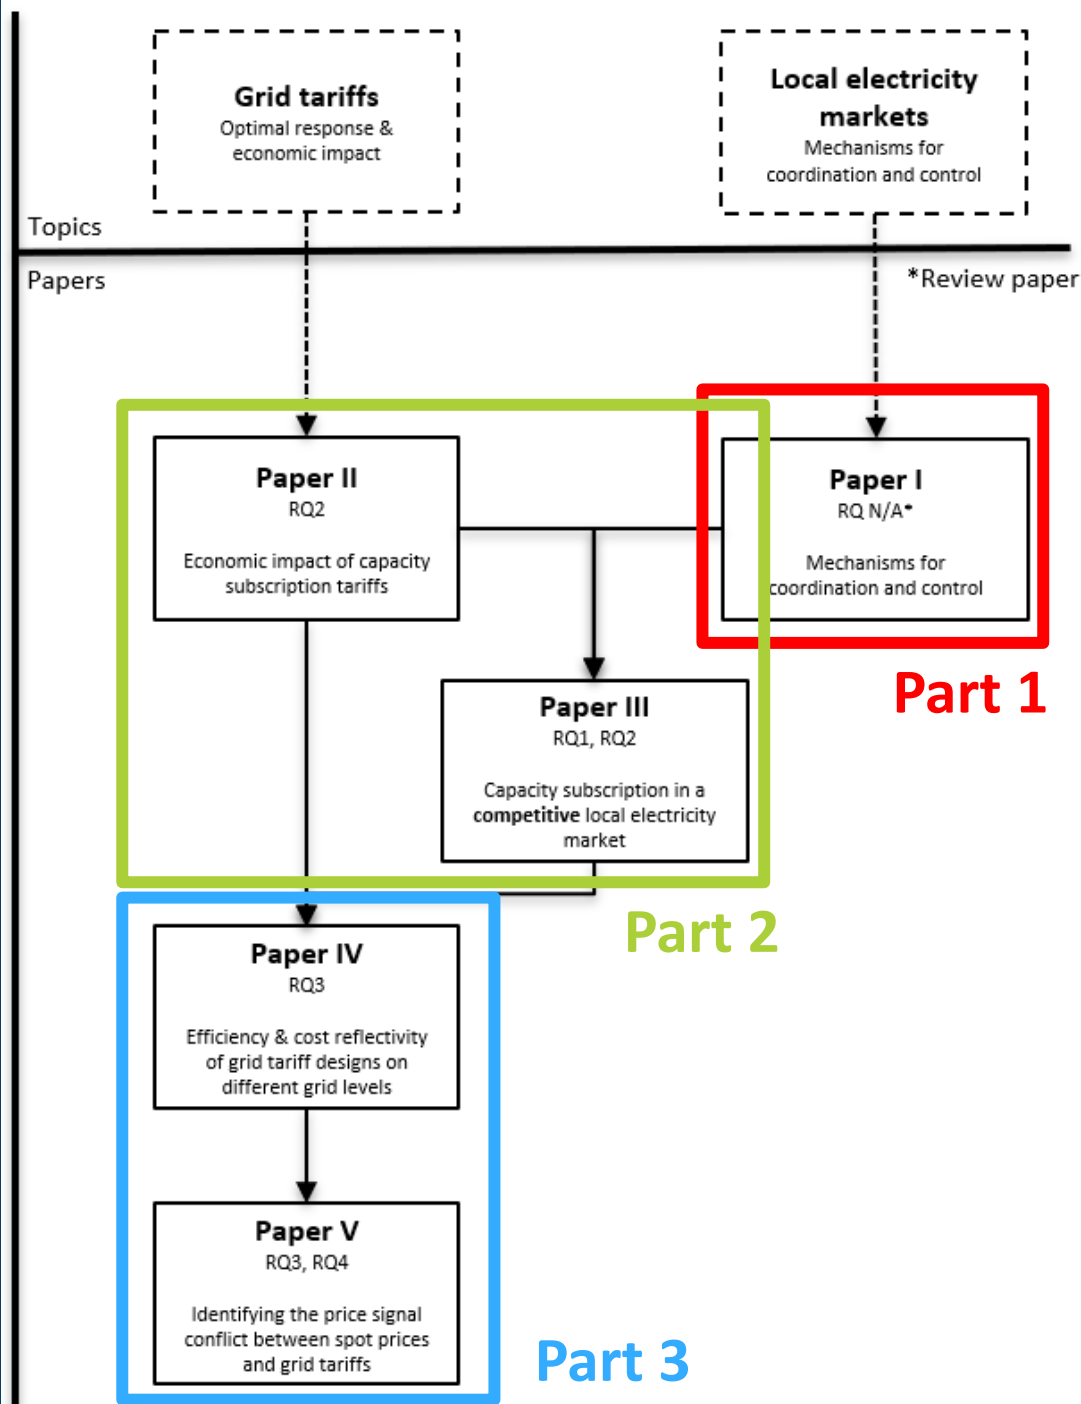 Grid tariffs
Optimal response &
economic impact
Local electricity
markets
Mechanisms for
coordination and control
Topics
Papers
*Review paper
Paper II
RQ2
Economic impact of capacity
subscription tariffs
Paper I
RQ N/A*
Mechanisms for
coordination and control
Part 1
Paper III
RQ1, RQ2
Capacity subscription in a
competitive local electricity
market
Part 2
Paper IV
RQ3
Efficiency & cost reflectivity
of grid tariff designs on
different grid levels
Paper V
RQ3, RQ4
Identifying the price signal
conflict between spot prices
and grid tariffs
Part 3